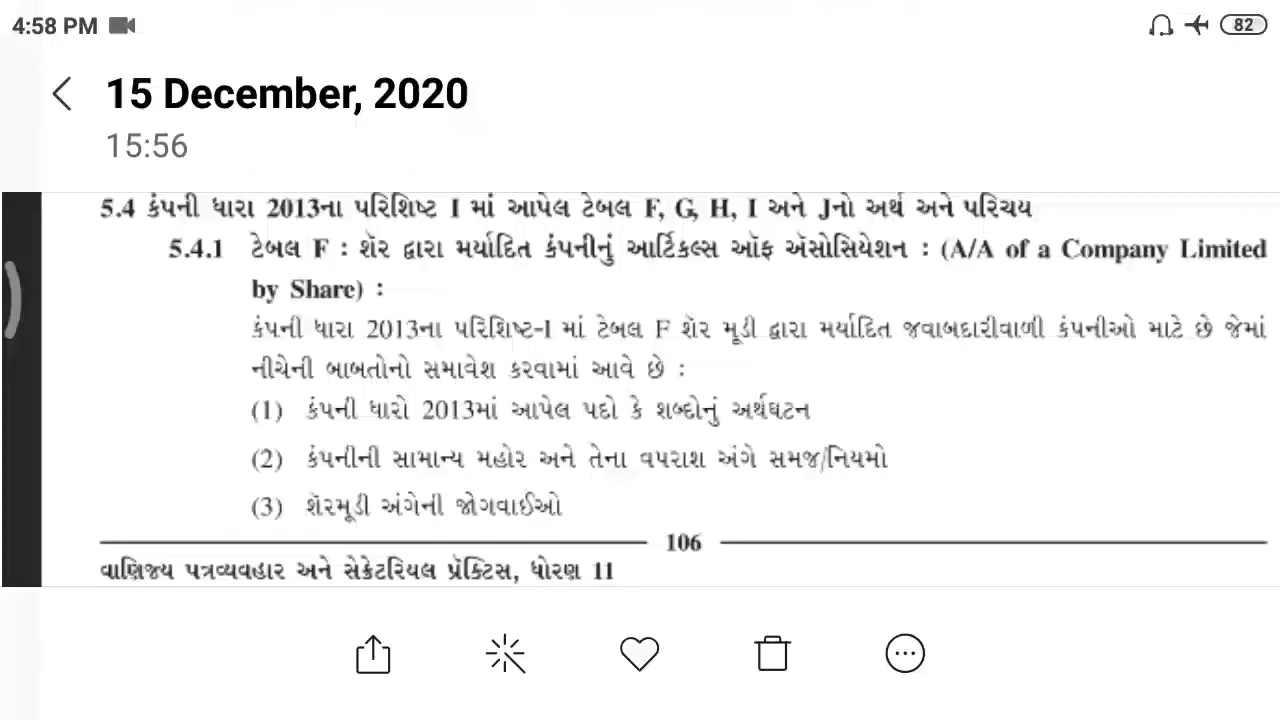 4:58 PM
82
15 December, 2020
15:56
5.4 કંપની ધારા 2013ના પરિશિષ્ટ I માં આપેલ ટેબલ F, G, H, I અને Jનો અર્થ અને પરિચય
5.4.1 ટેબલ F : શૅર દ્વારા મર્યાદિત કંપનીનું આર્ટિકલ્સ ઑફ ઍસોસિયેશન : (A/A of a Company Limited
by Share) :
કંપની ધારા 2013ના પરિશિષ્ટ-I માં ટેબલ F શૅર મૂડી દ્વારા મર્યાદિત જવાબદારીવાળી કંપનીઓ માટે છે જેમાં
નીચેની બાબતોનો સમાવેશ કરવામાં આવે છે :
(1) કંપની ધારો 2013માં આપેલ પદો કે શબ્દોનું અર્થઘટન
(2) કંપનીની સામાન્ય મહોર અને તેના વપરાશ અંગે સમજ/નિયમો
(3) શૅરમૂડી અંગેની જોગવાઈઓ
106
વાણિજ્ય પત્રવ્યવહાર અને સેક્રેટરિયલ પ્રૅક્ટિસ, ધોરણ 11